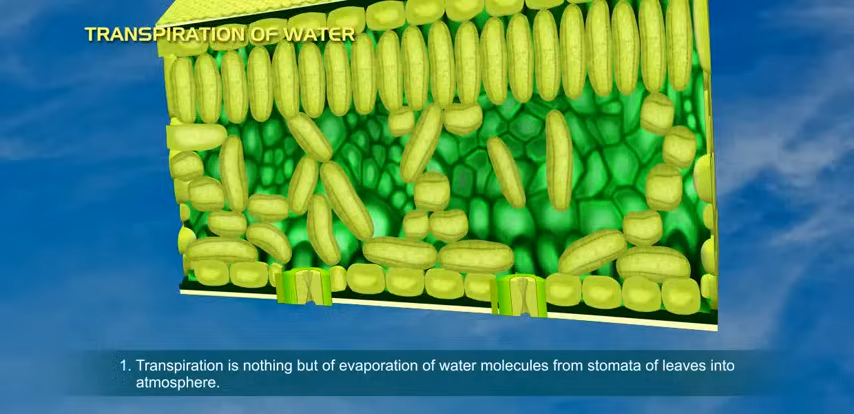 TRANSPIRATION OF WATER
1. Transpiration is nothing but of evaporation of water molecules from stomata of leaves into
atmosphere.